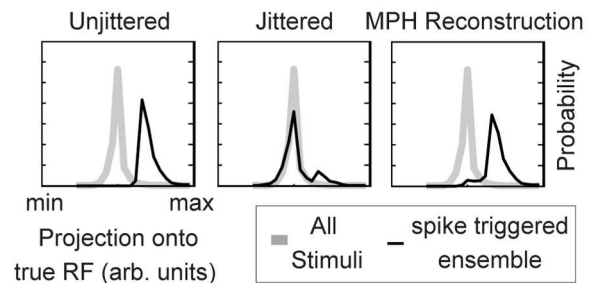 Unjittered
Jittered
MPH Reconstruction
Probability
min
max
Projection onto
true RF (arb. units)
All
Stimuli
spike triggered
ensemble